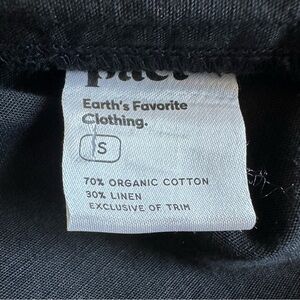 pact
Earth's Favorite
Clothing.
S
70% ORGANIC COTTON
30% LINEN
EXCLUSIVE OF TRIM